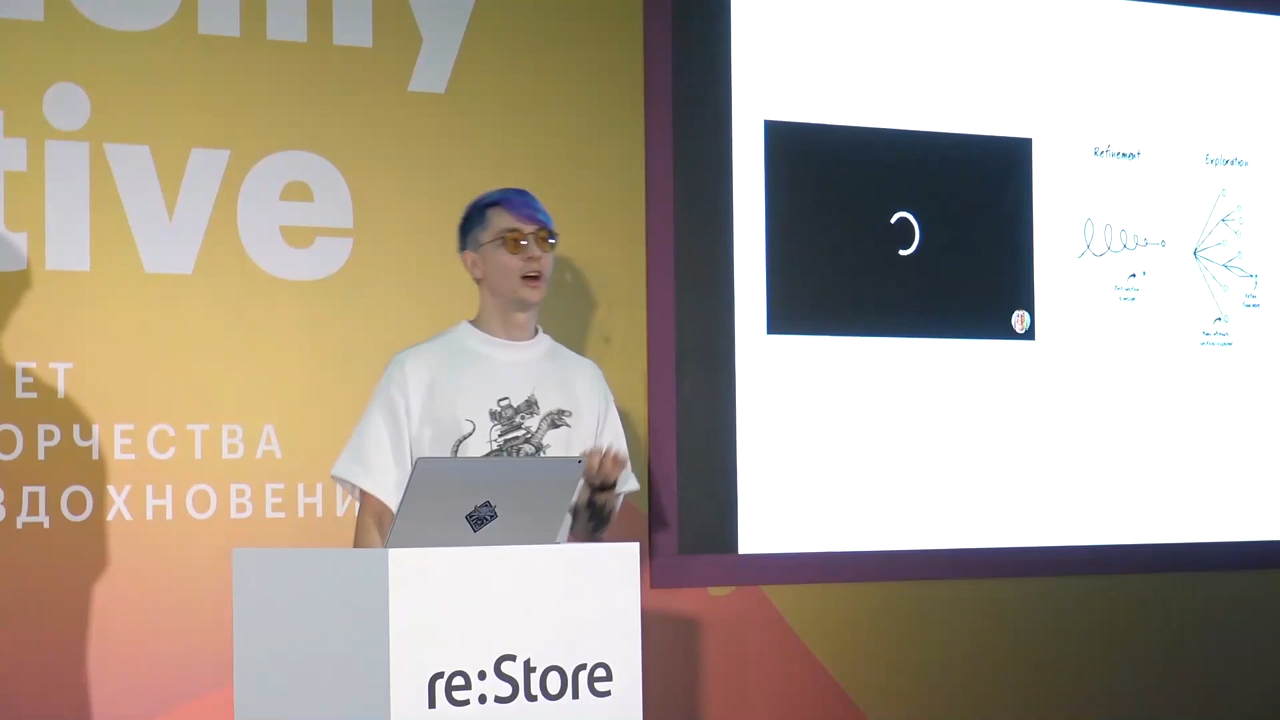 tive
ЕТ
ОРЧЕСТВА
ВДОХНОВЕНИ
re:Store
Refinement
Exploration